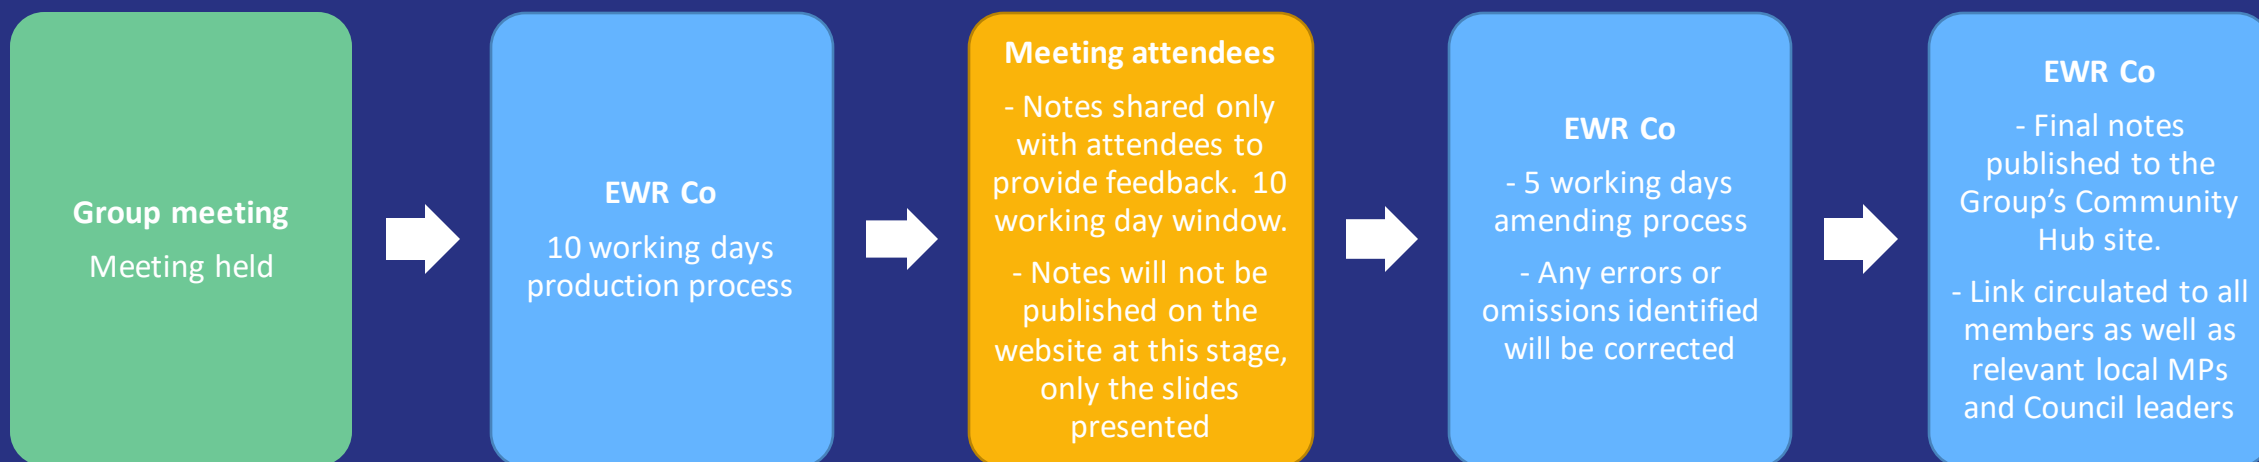 Group meeting
Meeting held
EWR Co
10 working days
production process
Meeting attendees
- Notes shared only
with attendees to
provide feedback. 10
working day window.
- Notes will not be
published on the
website at this stage,
only the slides
presented
EWR Co
- 5 working days
amending process
- Any errors or
omissions identified
will be corrected
EWR Co
- Final notes
published to the
Group’s Community
Hub site.
- Link circulated to all
members as well as
relevant local MPs
and Council leaders